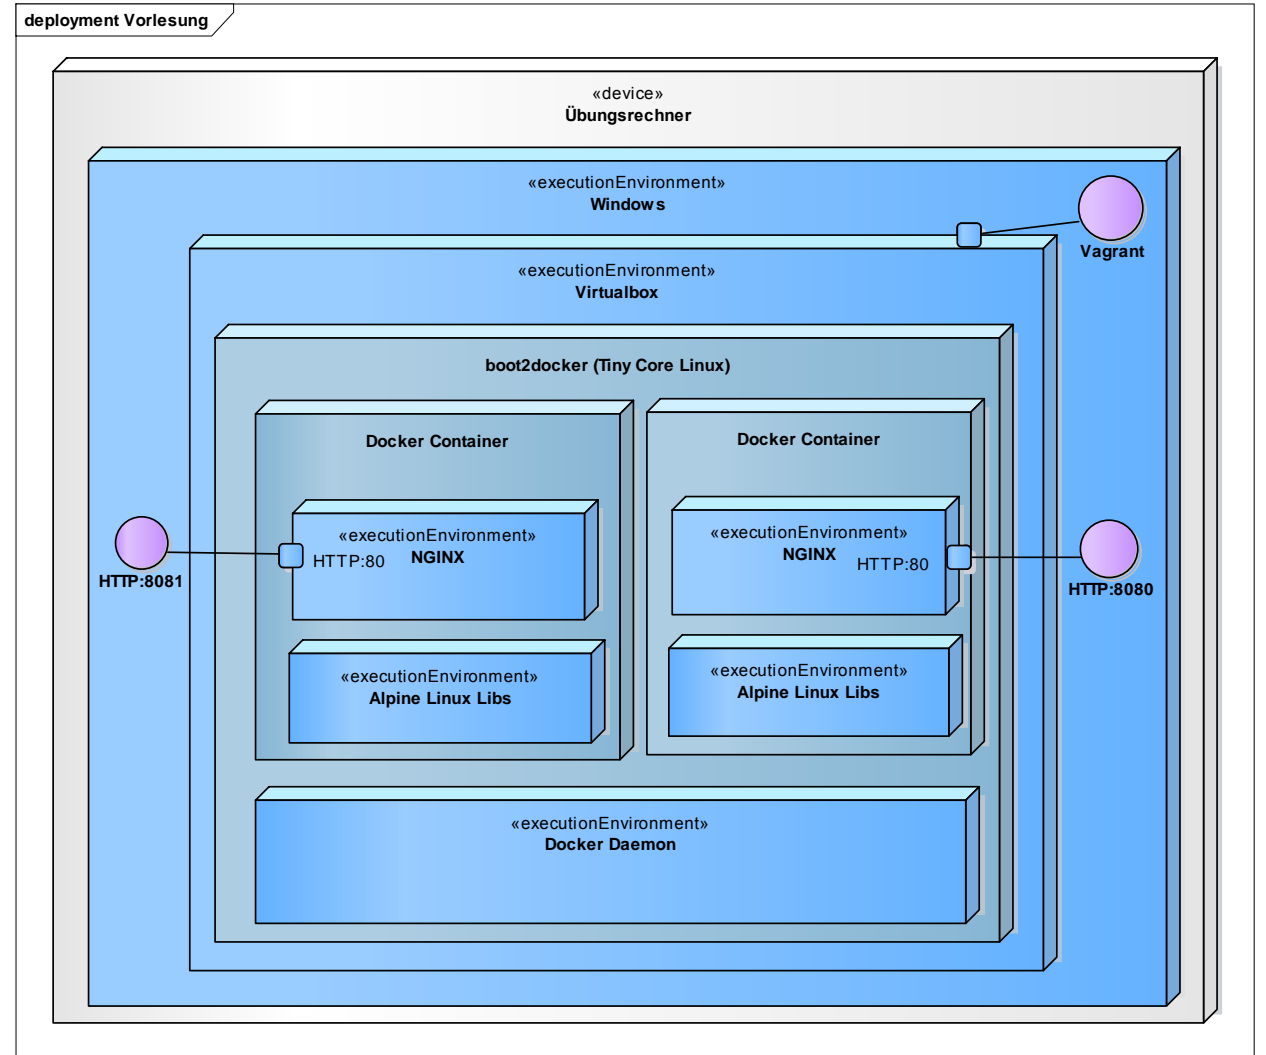 deployment Vorlesung
«device»
Übungsrechner
«executionEnvironment»
Windows
Vagrant
«executionEnvironment»
Virtualbox
boot2docker (Tiny Core Linux)
Docker Container
«executionEnvironment»
NGINX
HTTP:80
HTTP:8081
«executionEnvironment»
Alpine Linux Libs
Docker Container
«executionEnvironment»
NGINX
HTTP:80
HTTP:8080
«executionEnvironment»
Alpine Linux Libs
«executionEnvironment»
Docker Daemon